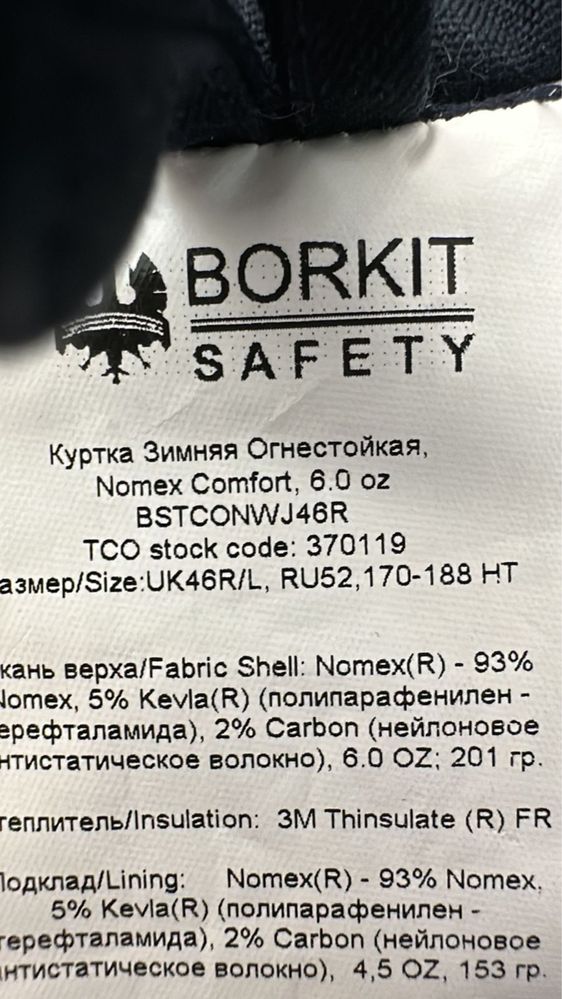 BORKIT
SAFETY
Куртка Зимняя Огнестойкая,
Nomex Comfort, 6.0 oz
BSTCONWJ46R
TCO stock code: 370119
азмер/Size:UK46R/L, RU52,170-188 HT
кань верха/Fabric Shell: Nomex(R) - 93%
Nomex, 5% Kevla(R) (полипарафенилен -
ерефталамида), 2% Carbon (нейлоновое
нтистатическое волокно), 6.0 OZ; 201 гр.
теплитель/Insulation: 3M Thinsulate (R) FR
Подклад/Lining: Nomex(R) - 93% Nomex,
5% Kevla(R) (полипарафенилен -
терефталамида), 2% Carbon (нейлоновое
антистатическое волокно), 4,5 OZ, 153 гр.